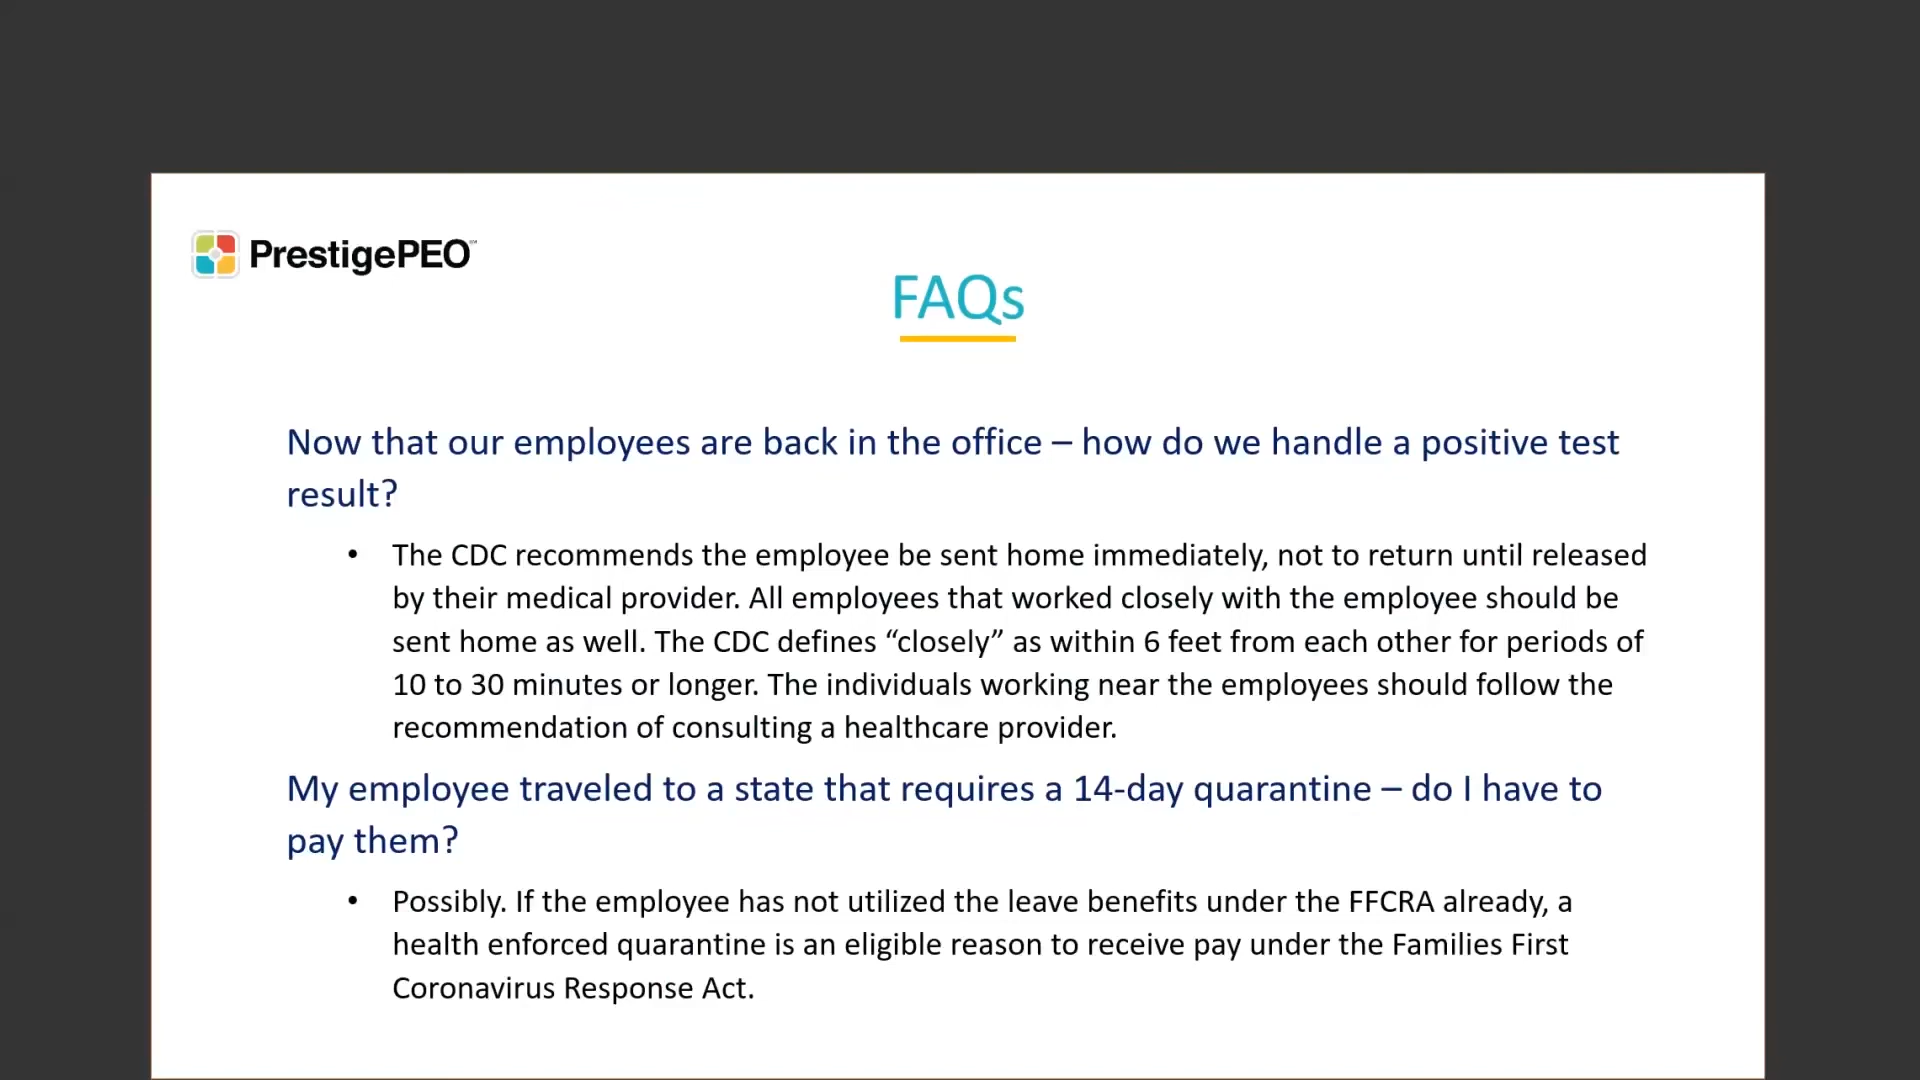 PrestigePEO
FAQs
Now that our employees are back in the office – how do we handle a positive test
result?
• The CDC recommends the employee be sent home immediately, not to return until released
by their medical provider. All employees that worked closely with the employee should be
sent home as well. The CDC defines “closely” as within 6 feet from each other for periods of
10 to 30 minutes or longer. The individuals working near the employees should follow the
recommendation of consulting a healthcare provider.
My employee traveled to a state that requires a 14-day quarantine – do I have to
pay them?
• Possibly. If the employee has not utilized the leave benefits under the FFCRA already, a
health enforced quarantine is an eligible reason to receive pay under the Families First
Coronavirus Response Act.